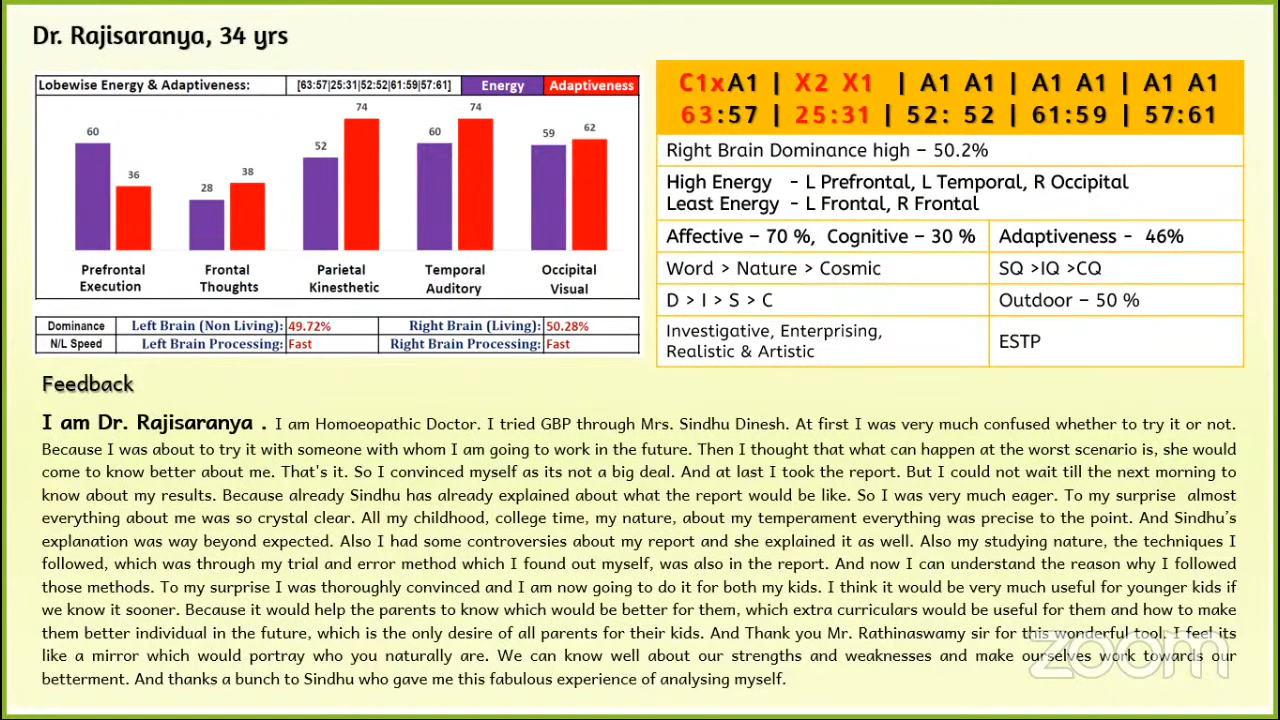 Dr. Rajisaranya, 34 yrs
Lobewise Energy & Adaptiveness: [63:57|25:31|52:52|61:59|57:61] Energy Adaptiveness
60 36 28 38 52 74 60 74 59 62
Prefrontal Frontal Parietal Temporal Occipital
Execution Thoughts Kinesthetic Auditory Visual
Dominance Left Brain (Non Living): 49.72% Right Brain (Living): 50.28%
N/L Speed Left Brain Processing: Fast Right Brain Processing: Fast
C1xA1 | X2 X1 | A1 A1 | A1 A1 | A1 A1
63:57 | 25:31 | 52: 52 | 61:59 | 57:61
Right Brain Dominance high – 50.2%
High Energy - L Prefrontal, L Temporal, R Occipital
Least Energy - L Frontal, R Frontal
Affective – 70 %, Cognitive – 30 % Adaptiveness - 46%
Word > Nature > Cosmic SQ >IQ >CQ
D > I > S > C Outdoor – 50 %
Investigative, Enterprising,
Realistic & Artistic
ESTP
Feedback
I am Dr. Rajisaranya . I am Homoeopathic Doctor. I tried GBP through Mrs. Sindhu Dinesh. At first I was very much confused whether to try it or not.
Because I was about to try it with someone with whom I am going to work in the future. Then I thought that what can happen at the worst scenario is, she would
come to know better about me. That's it. So I convinced myself as its not a big deal. And at last I took the report. But I could not wait till the next morning to
know about my results. Because already Sindhu has already explained about what the report would be like. So I was very much eager. To my surprise almost
everything about me was so crystal clear. All my childhood, college time, my nature, about my temperament everything was precise to the point. And Sindhu's
explanation was way beyond expected. Also I had some controversies about my report and she explained it as well. Also my studying nature, the techniques I
followed, which was through my trial and error method which I found out myself, was also in the report. And now I can understand the reason why I followed
those methods. To my surprise I was thoroughly convinced and I am now going to do it for both my kids. I think it would be very much useful for younger kids if
we know it sooner. Because it would help the parents to know which would be better for them, which extra curriculars would be useful for them and how to make
them better individual in the future, which is the only desire of all parents for their kids. And Thank you Mr. Rathinaswamy sir for this wonderful tool. I feel its
like a mirror which would portray who you naturally are. We can know well about our strengths and weaknesses and make ourselves work towards our
betterment. And thanks a bunch to Sindhu who gave me this fabulous experience of analysing myself.
zoom